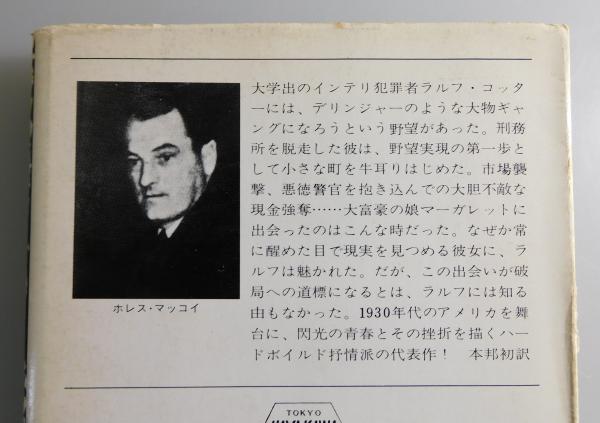 大学出のインテリ犯罪者ラルフ・コッタ
ーには、デリンジャーのような大物ギャ
ングになろうという野望があった。刑務
所を脱走した彼は、野望実現の第一歩と
して小さな町を牛耳りはじめた。市場襲
撃、悪徳警官を抱き込んでの大胆不敵な
現金強奪……大富豪の娘マーガレットに
出会ったのはこんな時だった。なぜか常
に醒めた目で現実を見つめる彼女に、ラ
ルフは魅かれた。だが、この出会いが破
局への道標になるとは、ラルフには知る
由もなかった。1930年代のアメリカを舞
台に、閃光の青春とその挫折を描くハー
ドボイルド抒情派の代表作！　本邦初訳
ホレス・マッコイ
TOKYO